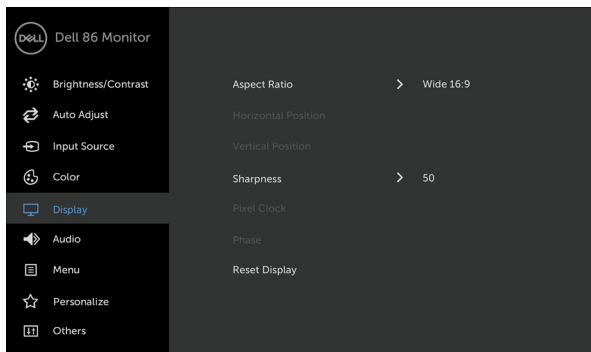 DELL Dell 86 Monitor
Brightness/Contrast
Auto Adjust
Input Source
Color
Display
Audio
Menu
Personalize
Others
Aspect Ratio > Wide 16:9
Horizontal Position
Vertical Position
Sharpness > 50
Pixel Clock
Phase
Reset Display